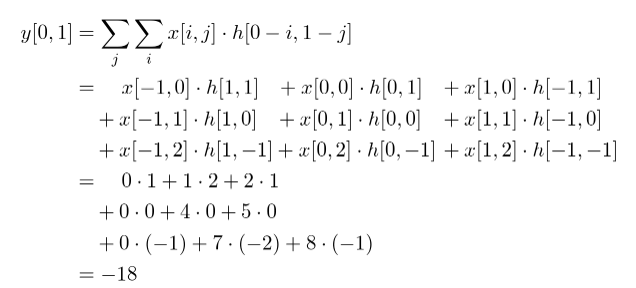 y[0, 1] = ∑_j ∑_i x[i, j] · h[0 − i, 1 − j]
= x[−1, 0] · h[1, 1] + x[0, 0] · h[0, 1] + x[1, 0] · h[−1, 1]
+ x[−1, 1] · h[1, 0] + x[0, 1] · h[0, 0] + x[1, 1] · h[−1, 0]
+ x[−1, 2] · h[1, −1] + x[0, 2] · h[0, −1] + x[1, 2] · h[−1, −1]
= 0 · 1 + 1 · 2 + 2 · 1
+ 0 · 0 + 4 · 0 + 5 · 0
+ 0 · (−1) + 7 · (−2) + 8 · (−1)
= −18